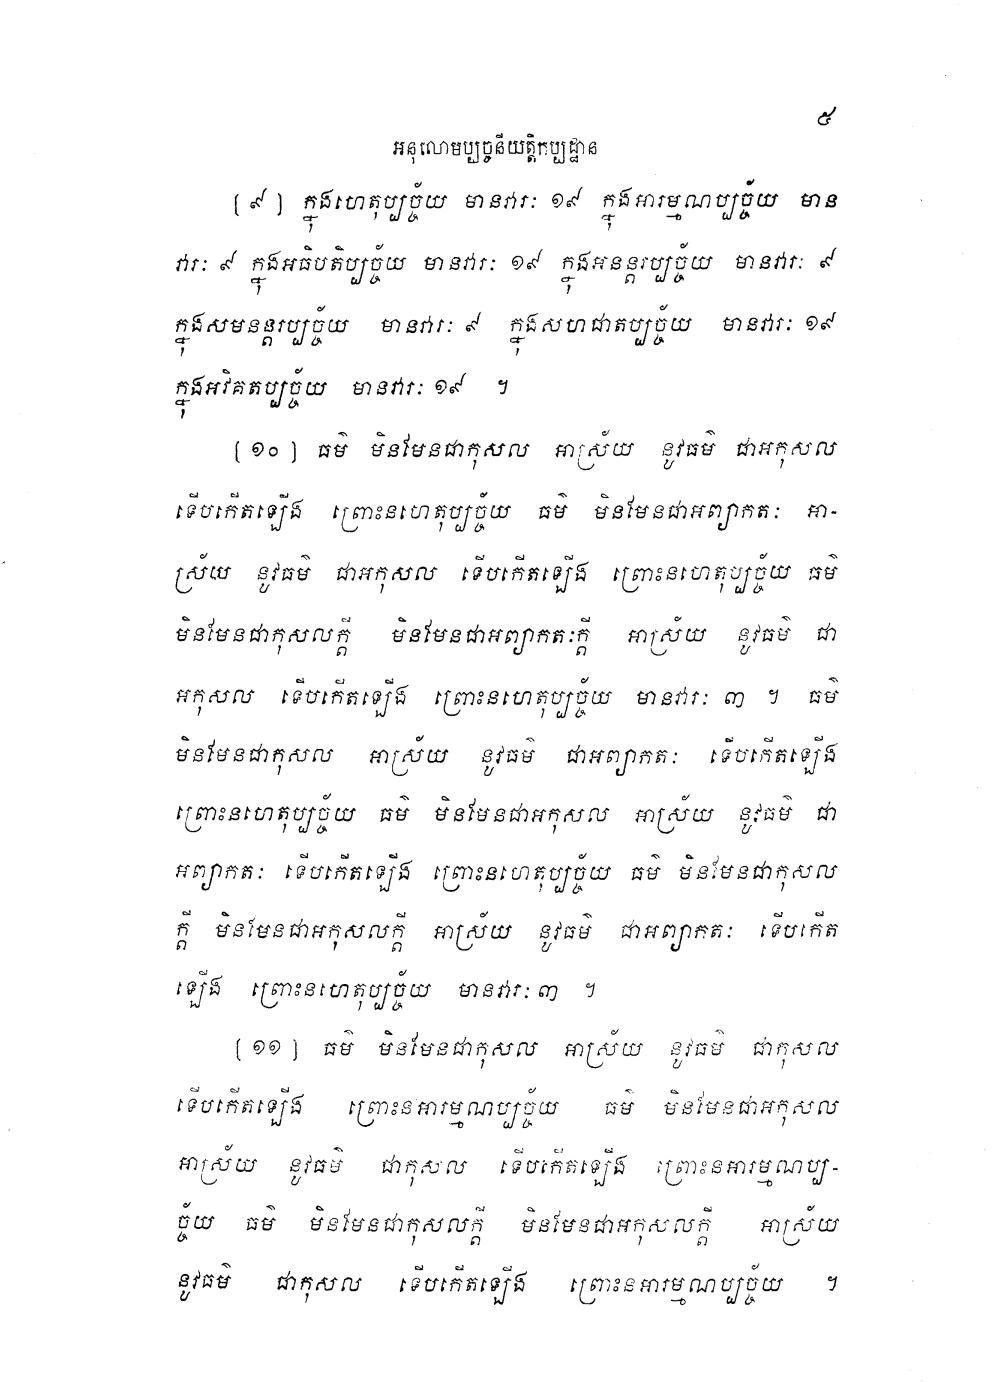 ៥
អនុលោមប្បច្ចនីយត្តិកប្បដ្ឋាន
[ ៩ ] ក្នុងហេតុប្បច្ច័យ មានវារៈ ១៩ ក្នុងអារម្មណប្បច្ច័យ មាន
វារៈ ៩ ក្នុងអធិបតិប្បច្ច័យ មានវារៈ ១៩ ក្នុងអនន្តរប្បច្ច័យ មានវារៈ ៩
ក្នុងសមនន្តរប្បច្ច័យ មានវារៈ ៩ ក្នុងសហជាតប្បច្ច័យ មានវារៈ ១៩
ក្នុងអវិគតប្បច្ច័យ មានវារៈ ១៩ ។
[ ១០ ] ធម៌ មិនមែនជាកុសល អាស្រ័យ នូវធម៌ ជាអកុសល
ទើបកើតឡើង ព្រោះនហេតុប្បច្ច័យ ធម៌ មិនមែនជាអព្យាកតៈ អា-
ស្រ័យ នូវធម៌ ជាអកុសល ទើបកើតឡើង ព្រោះនហេតុប្បច្ច័យ ធម៌
មិនមែនជាកុសលក្តី មិនមែនជាអព្យាកតៈក្តី អាស្រ័យ នូវធម៌ ជា
អកុសល ទើបកើតឡើង ព្រោះនហេតុប្បច្ច័យ មានវារៈ ៣ ។ ធម៌
មិនមែនជាកុសល អាស្រ័យ នូវធម៌ ជាអព្យាកតៈ ទើបកើតឡើង
ព្រោះនហេតុប្បច្ច័យ ធម៌ មិនមែនជាអកុសល អាស្រ័យ នូវធម៌ ជា
អព្យាកតៈ ទើបកើតឡើង ព្រោះនហេតុប្បច្ច័យ ធម៌ មិនមែនជាកុសល
ក្តី មិនមែនជាអកុសលក្តី អាស្រ័យ នូវធម៌ ជាអព្យាកតៈ ទើបកើត
ឡើង ព្រោះនហេតុប្បច្ច័យ មានវារៈ ៣ ។
[ ១១ ] ធម៌ មិនមែនជាកុសល អាស្រ័យ នូវធម៌ ជាកុសល
ទើបកើតឡើង ព្រោះនអារម្មណប្បច្ច័យ ធម៌ មិនមែនជាអកុសល
អាស្រ័យ នូវធម៌ ជាកុសល ទើបកើតឡើង ព្រោះនអារម្មណប្ប-
ច្ច័យ ធម៌ មិនមែនជាកុសលក្តី មិនមែនជាអកុសលក្តី អាស្រ័យ
នូវធម៌ ជាកុសល ទើបកើតឡើង ព្រោះនអារម្មណប្បច្ច័យ ។